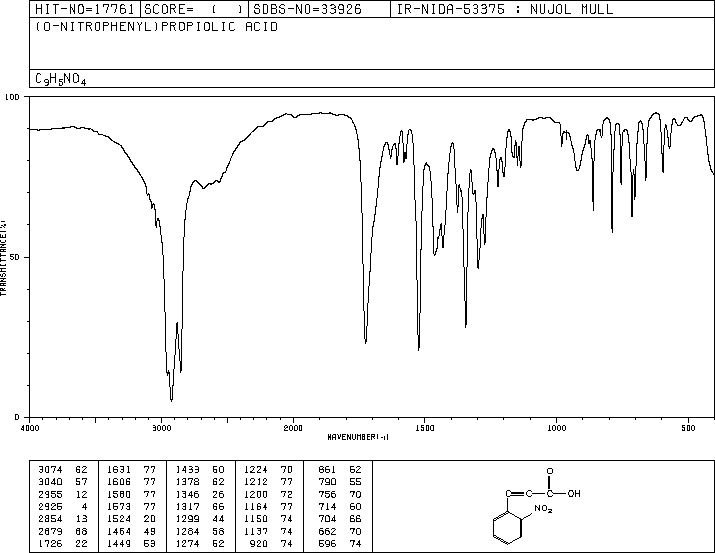 HIT-NO=17761 SCORE= ( ) SDBS-NO=33926 IR-NIDA-53375 : NUJOL MULL
(O-NITROPHENYL)PROPIOLIC ACID
C9H5NO4
100
50
0
TRANSMITTANCE(%)
4000 3000 2000 1500 1000 500
WAVENUMBER(-1)
3074 62 1631 77 1439 50 1224 70 861 62
3040 57 1606 77 1378 62 1212 77 790 55
2955 12 1580 77 1346 26 1200 72 756 70
2925 4 1573 77 1317 66 1164 77 714 60
2854 13 1524 20 1299 44 1150 74 704 66
2679 68 1464 49 1284 58 1137 74 662 70
1726 22 1449 53 1274 52 920 74 596 74
O
C C C OH
NO2